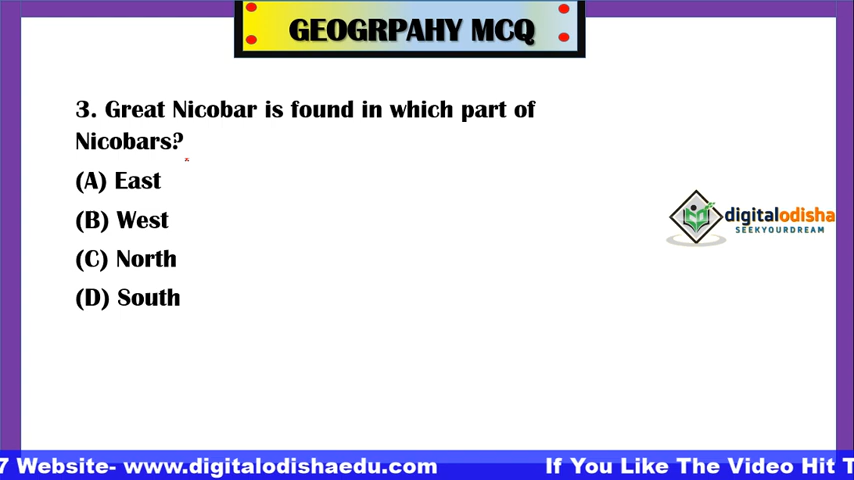 GEOGRPAHY MCQ
3. Great Nicobar is found in which part of
Nicobars?
(A) East
(B) West
(C) North
(D) South
digitalodisha
SEEKYOURDREAM
7 Website- www.digitalodishaedu.com If You Like The Video Hit T